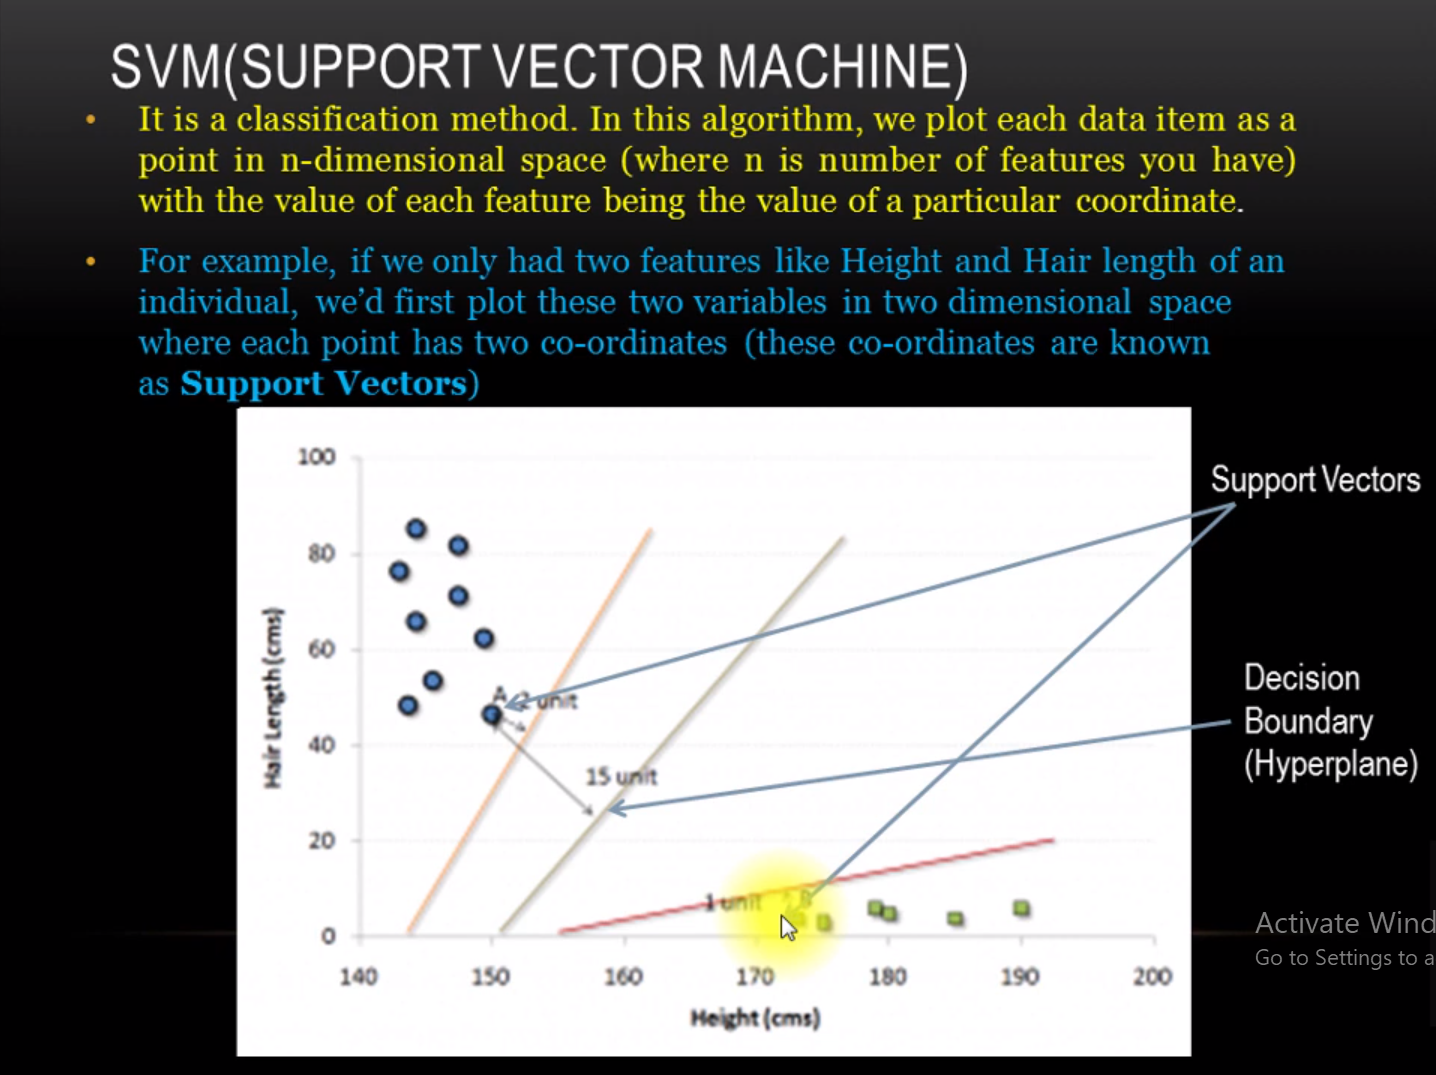 SVM(SUPPORT VECTOR MACHINE)
• It is a classification method. In this algorithm, we plot each data item as a
point in n-dimensional space (where n is number of features you have)
with the value of each feature being the value of a particular coordinate.
• For example, if we only had two features like Height and Hair length of an
individual, we’d first plot these two variables in two dimensional space
where each point has two co-ordinates (these co-ordinates are known
as Support Vectors)
100
80
60
40
20
0
Hair Length (cms)
A
2 unit
15 unit
1 unit
B
140 150 160 170 180 190 200
Height (cms)
Support Vectors
Decision
Boundary
(Hyperplane)
Activate Wind
Go to Settings to a